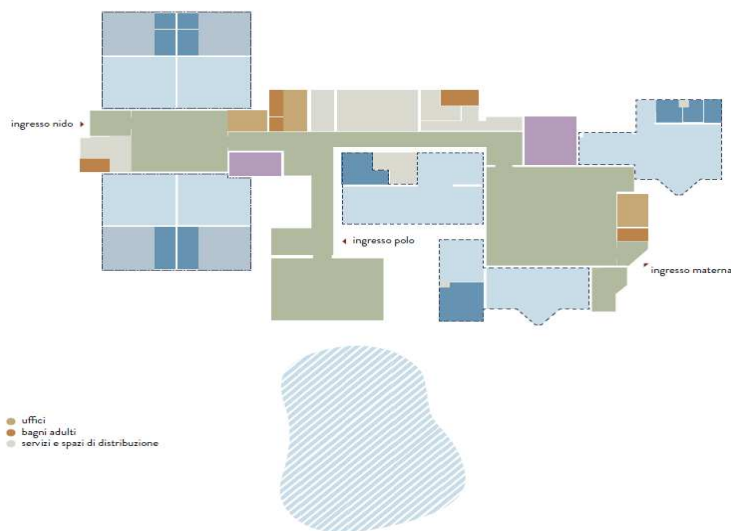 ingresso nido
ingresso polo
ingresso materna
uffici
bagni adulti
servizi e spazi di distribuzione